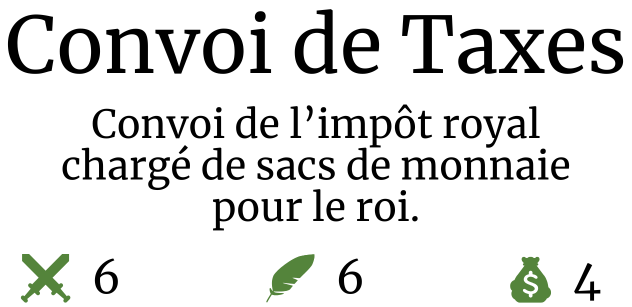 Convoi de Taxes
Convoi de l’impôt royal
chargé de sacs de monnaie
pour le roi.
6 6 $ 4